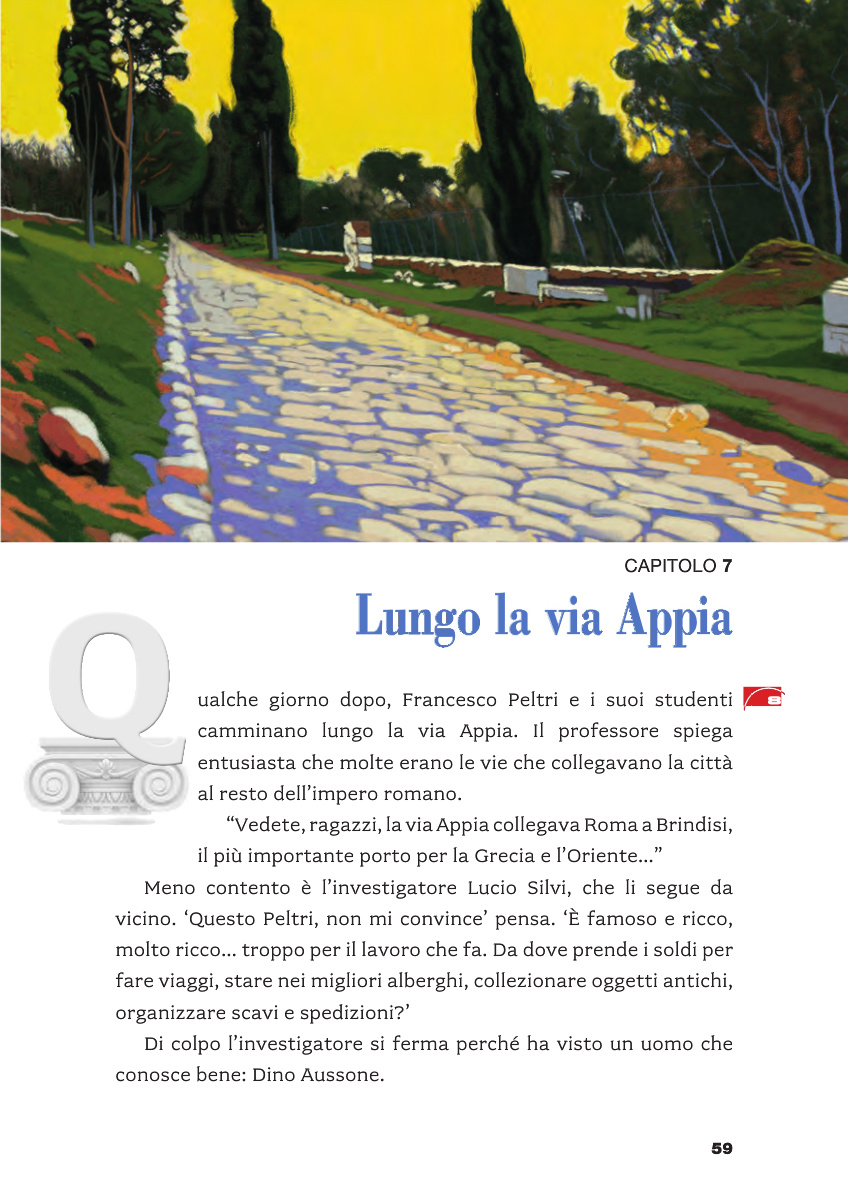 CAPITOLO 7
Lungo la via Appia
Qualche giorno dopo, Francesco Peltri e i suoi studenti
8
camminano lungo la via Appia. Il professore spiega
entusiasta che molte erano le vie che collegavano la città
al resto dell’impero romano.
“Vedete, ragazzi, la via Appia collegava Roma a Brindisi,
il più importante porto per la Grecia e l’Oriente...”
Meno contento è l’investigatore Lucio Silvi, che li segue da
vicino. ‘Questo Peltri, non mi convince’ pensa. ‘È famoso e ricco,
molto ricco... troppo per il lavoro che fa. Da dove prende i soldi per
fare viaggi, stare nei migliori alberghi, collezionare oggetti antichi,
organizzare scavi e spedizioni?’
Di colpo l’investigatore si ferma perché ha visto un uomo che
conosce bene: Dino Aussone.
59